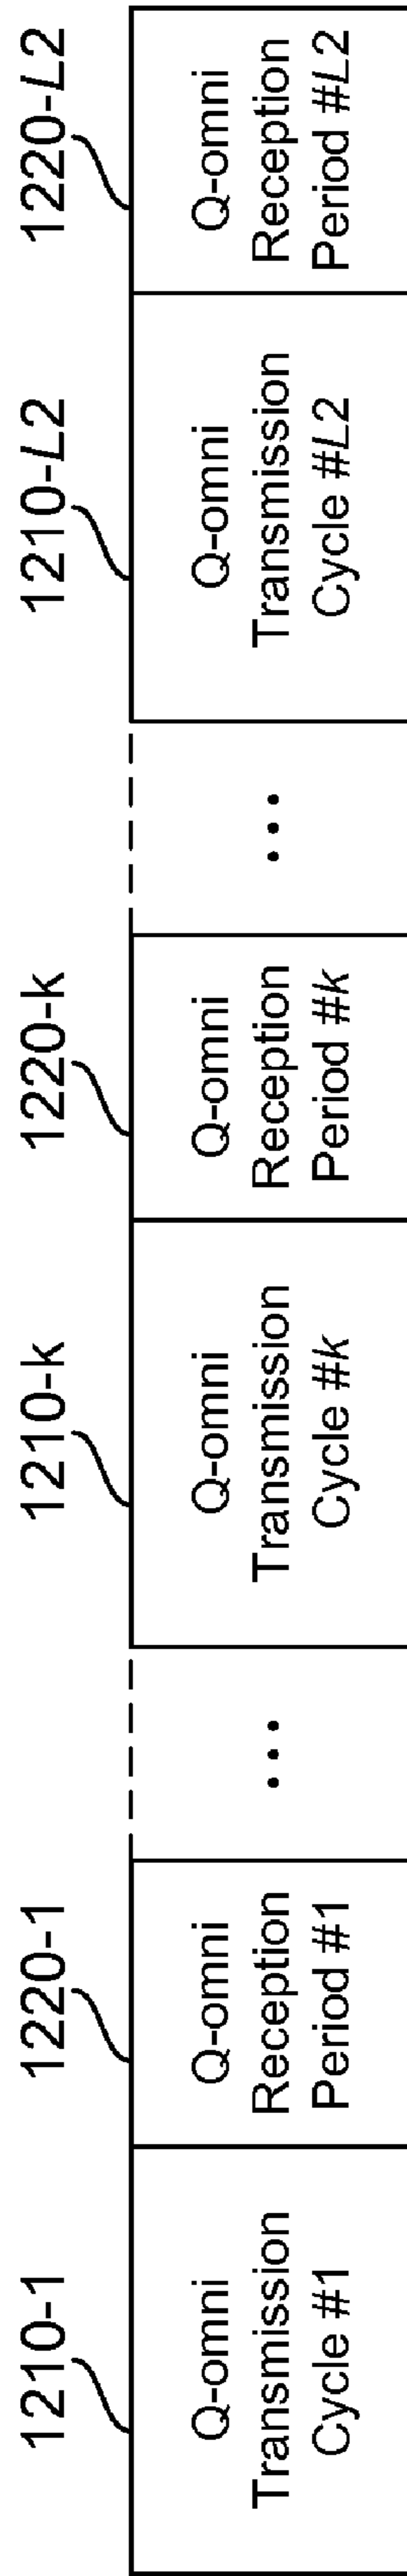 1210-1
Q-omni
Transmission
Cycle #1
1220-1
Q-omni
Reception
Period #1
...
1210-k
Q-omni
Transmission
Cycle #k
1220-k
Q-omni
Reception
Period #k
...
1210-L2
Q-omni
Transmission
Cycle #L2
1220-L2
Q-omni
Reception
Period #L2